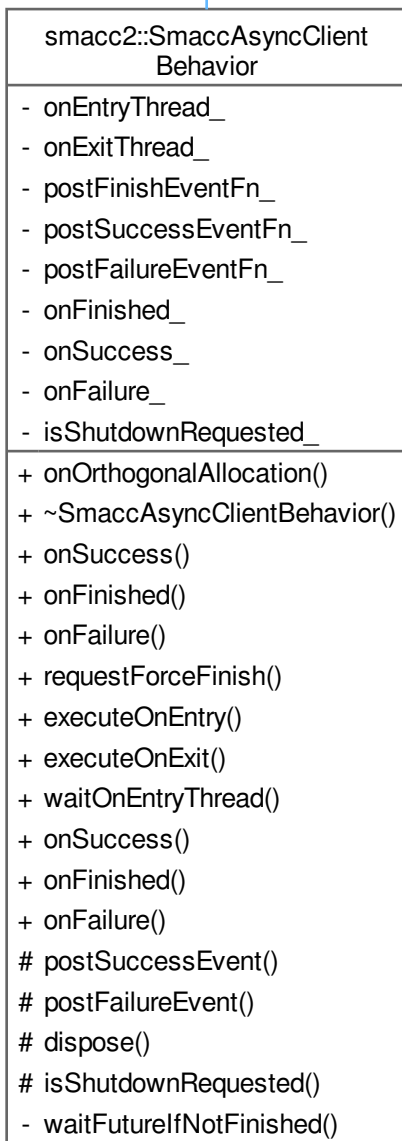 smacc2::SmaccAsyncClient
Behavior
- onEntryThread_
- onExitThread_
- postFinishEventFn_
- postSuccessEventFn_
- postFailureEventFn_
- onFinished_
- onSuccess_
- onFailure_
- isShutdownRequested_
+ onOrthogonalAllocation()
+ ~SmaccAsyncClientBehavior()
+ onSuccess()
+ onFinished()
+ onFailure()
+ requestForceFinish()
+ executeOnEntry()
+ executeOnExit()
+ waitOnEntryThread()
+ onSuccess()
+ onFinished()
+ onFailure()
# postSuccessEvent()
# postFailureEvent()
# dispose()
# isShutdownRequested()
- waitFutureIfNotFinished()